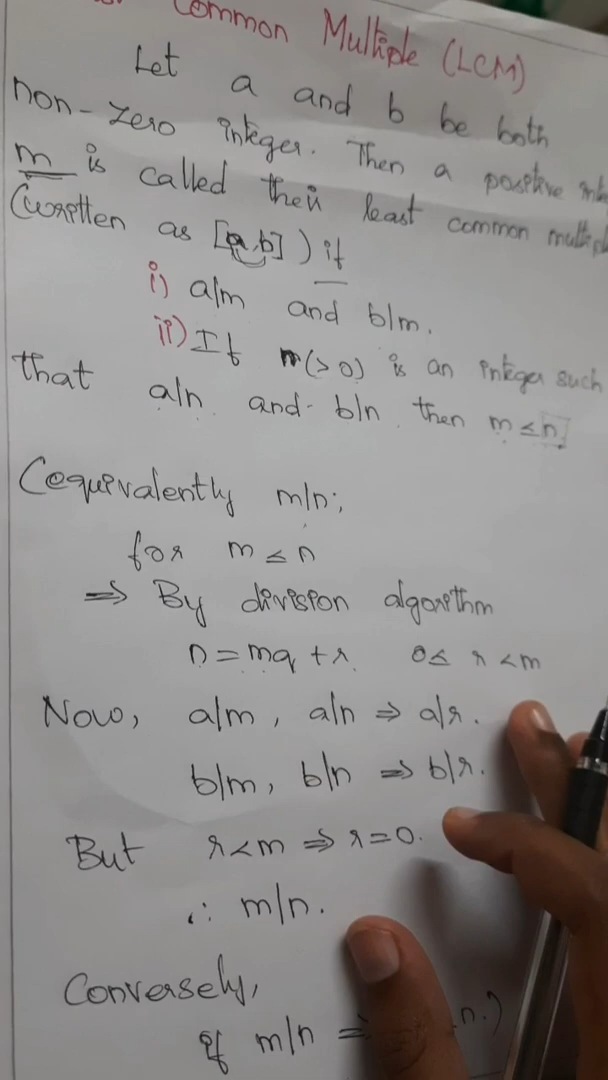 Common Multiple (LCM)
Let a and b be both
non-zero integer. Then a positive
m is called their least common
(written as [a,b]) if
i) a/m and b/m.
ii) If n(>0) is an integer such
that a/n and b/n then m≤n.
(equivalently m/n;
for m≤n
⇒ By division algorithm
n=mq+r. 0≤ r<m
Now, a/m, a/n ⇒ a/r.
b/m, b/n ⇒ b/r.
But r<m ⇒ r=0.
∴ m/n.
Conversely,
if m/n ⇒ n.)